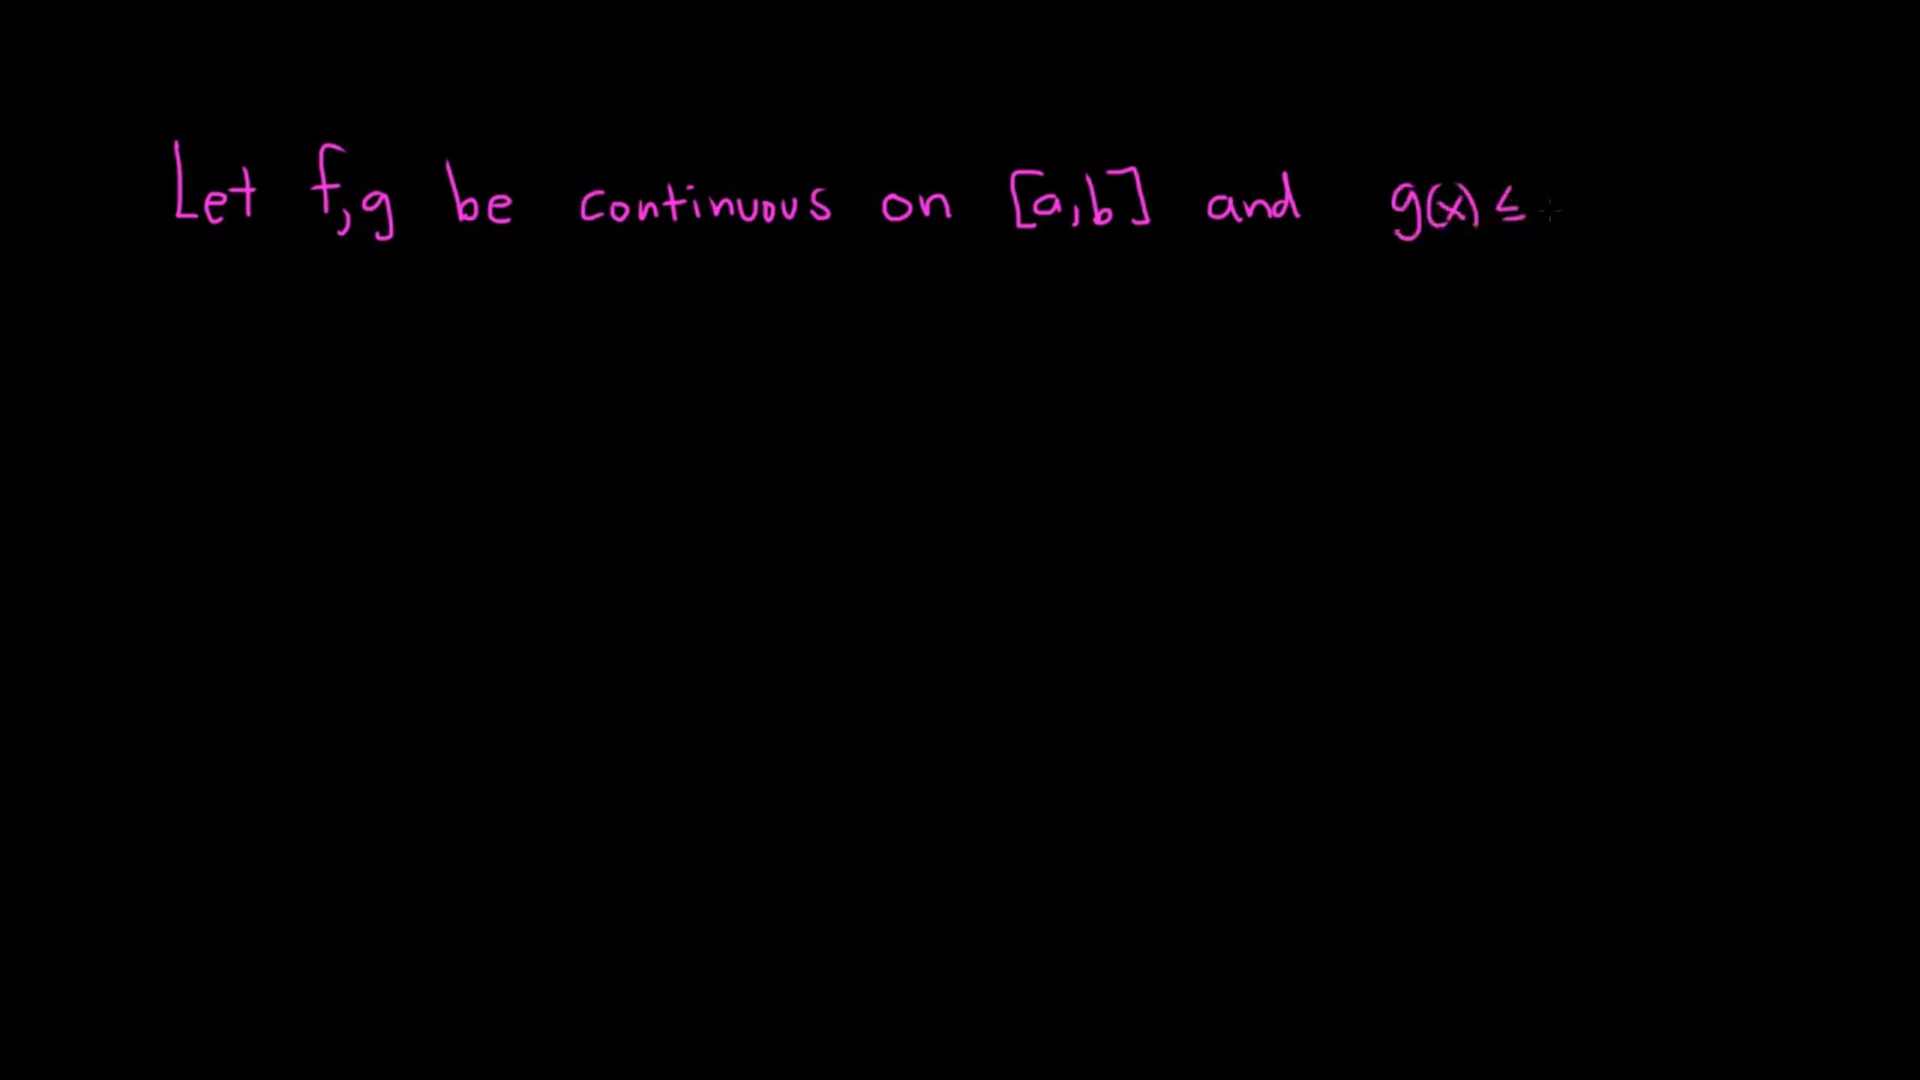 Let f,g be continuous on [a,b] and g(x) ≤